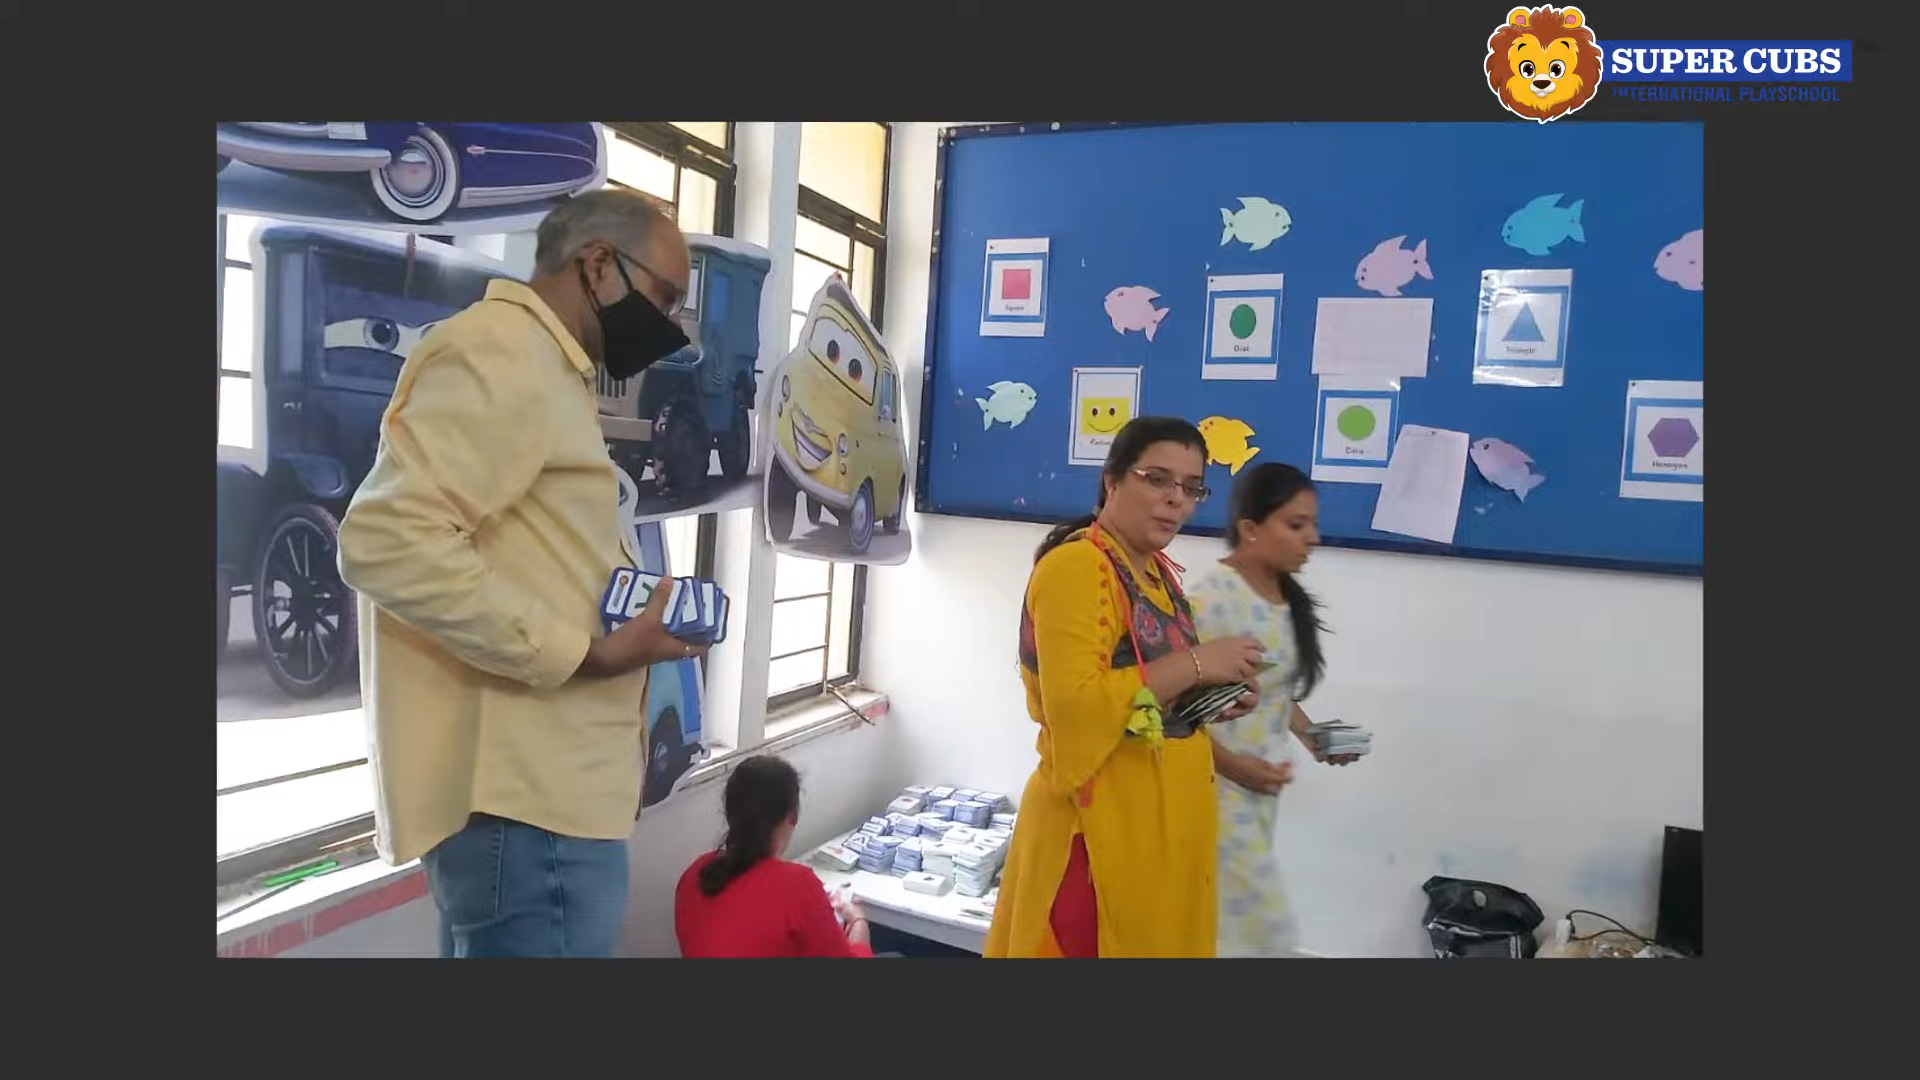 SUPER CUBS
INTERNATIONAL PLAYSCHOOL
Square
Oval
Triangle
Circle
Hexagon